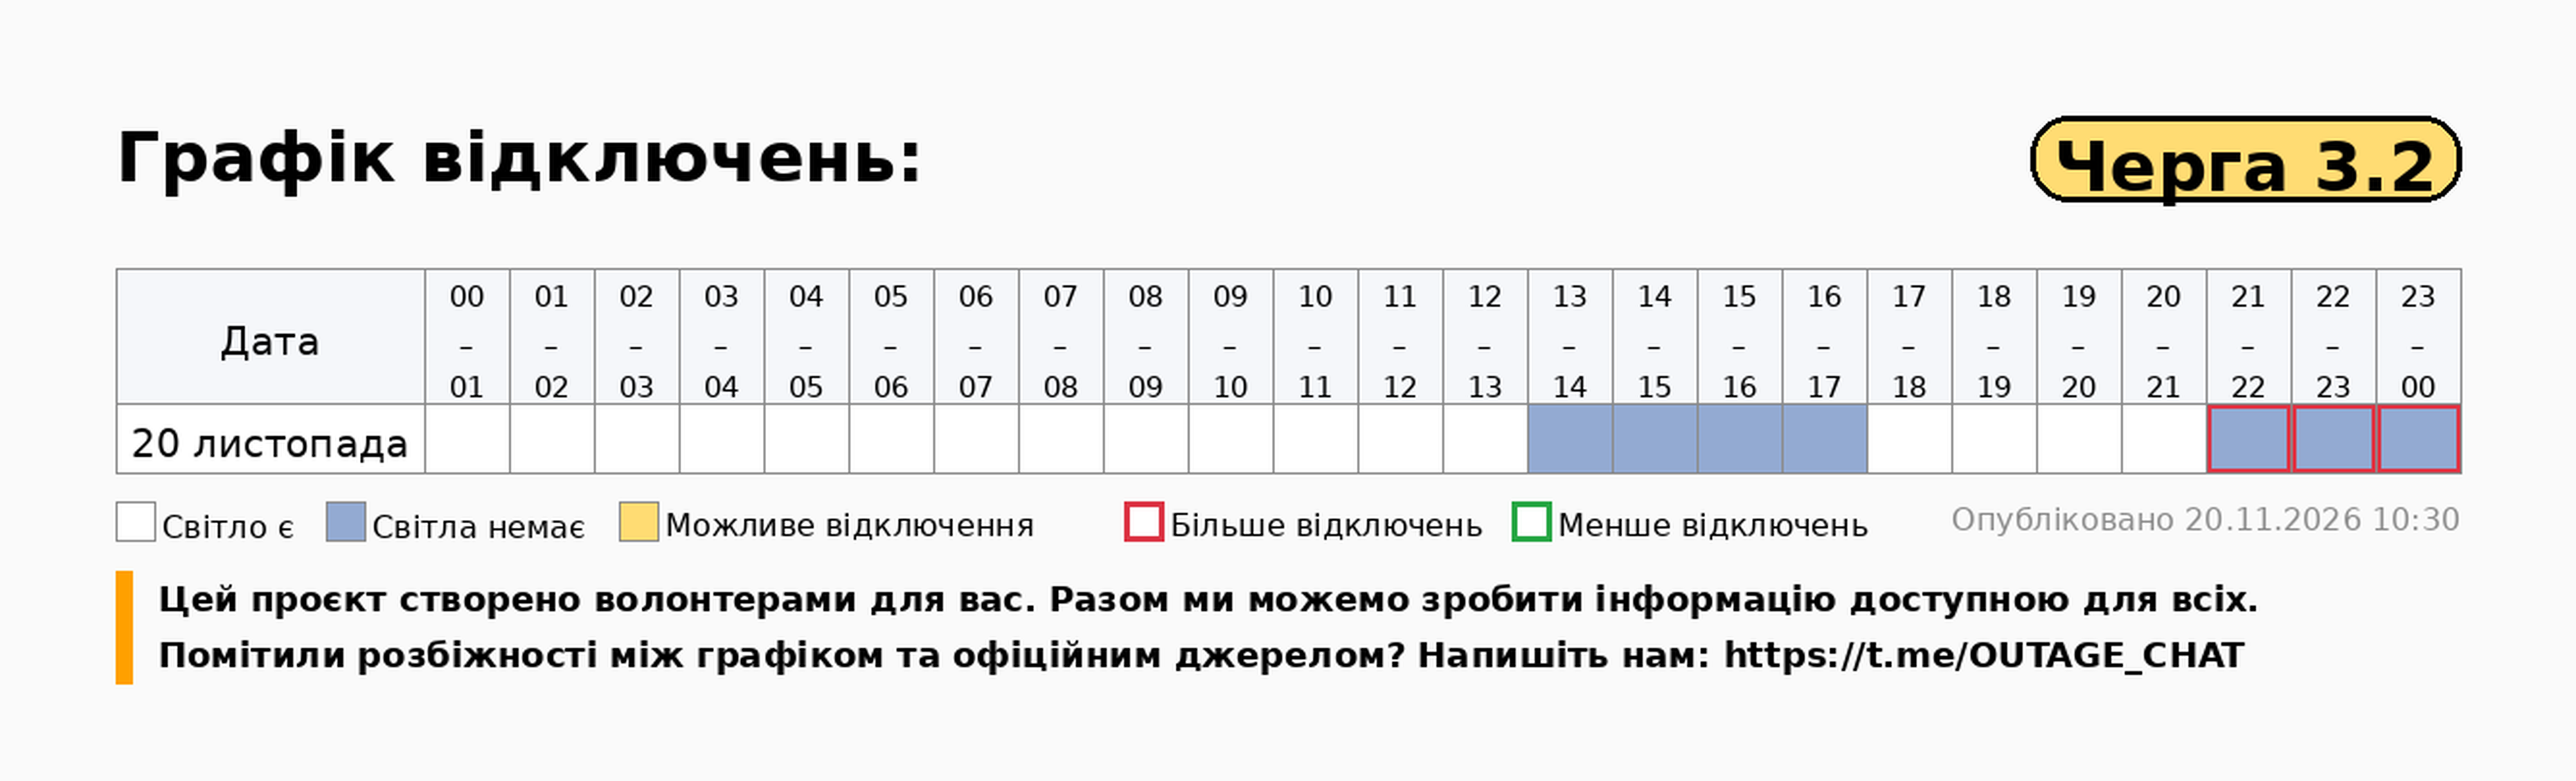 Графік відключень:
Черга 3.2
Дата 00 – 01 01 – 02 02 – 03 03 – 04 04 – 05 05 – 06 06 – 07 07 – 08 08 – 09 09 – 10 10 – 11 11 – 12 12 – 13 13 – 14 14 – 15 15 – 16 16 – 17 17 – 18 18 – 19 19 – 20 20 – 21 21 – 22 22 – 23 23 – 00
20 листопада
Світло є Світла немає Можливе відключення Більше відключень Менше відключень Опубліковано 20.11.2026 10:30
Цей проєкт створено волонтерами для вас. Разом ми можемо зробити інформацію доступною для всіх.
Помітили розбіжності між графіком та офіційним джерелом? Напишіть нам: https://t.me/OUTAGE_CHAT